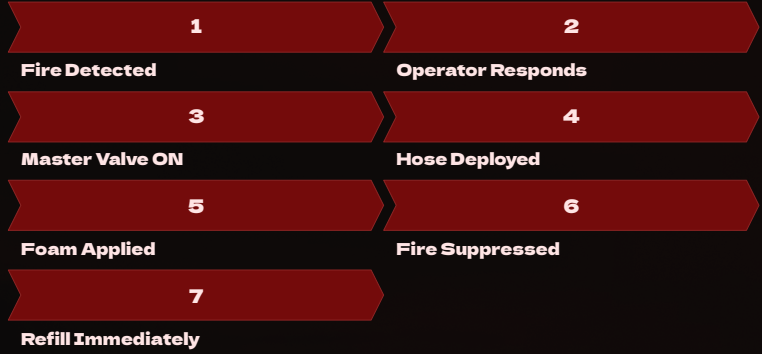 1
Fire Detected
2
Operator Responds
3
Master Valve ON
4
Hose Deployed
5
Foam Applied
6
Fire Suppressed
7
Refill Immediately